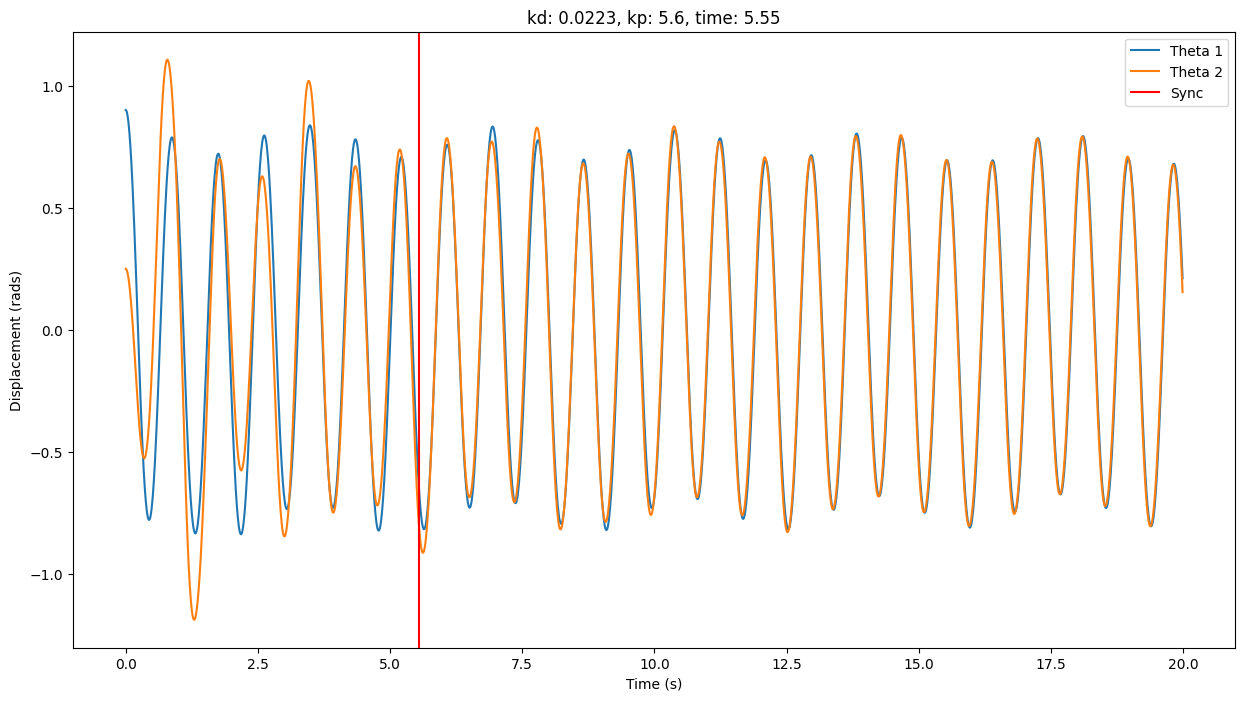 kd: 0.0223, kp: 5.6, time: 5.55
Theta 1
Theta 2
Sync
Displacement (rads)
1.0
0.5
0.0
−0.5
−1.0
0.0 2.5 5.0 7.5 10.0 12.5 15.0 17.5 20.0
Time (s)